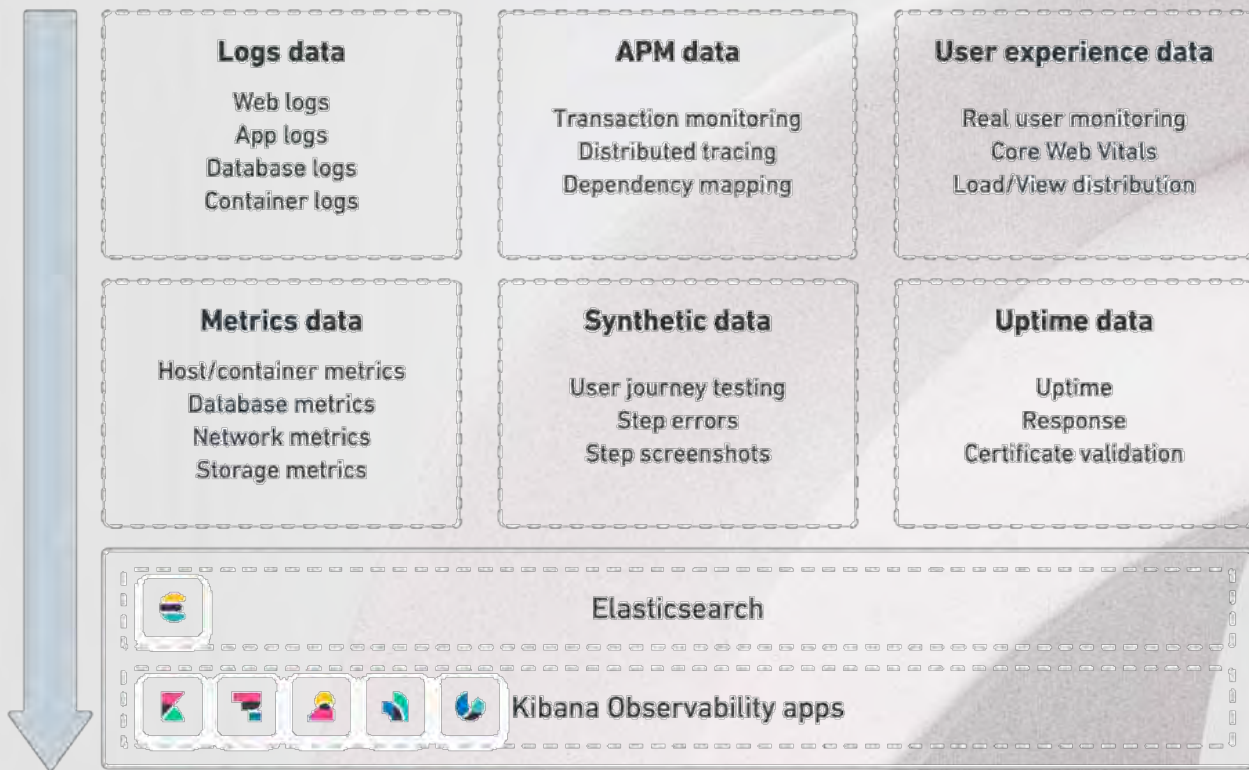 Logs data
Web logs
App logs
Database logs
Container logs
APM data
Transaction monitoring
Distributed tracing
Dependency mapping
User experience data
Real user monitoring
Core Web Vitals
Load/View distribution
Metrics data
Host/container metrics
Database metrics
Network metrics
Storage metrics
Synthetic data
User journey testing
Step errors
Step screenshots
Uptime data
Uptime
Response
Certificate validation
Elasticsearch
Kibana Observability apps